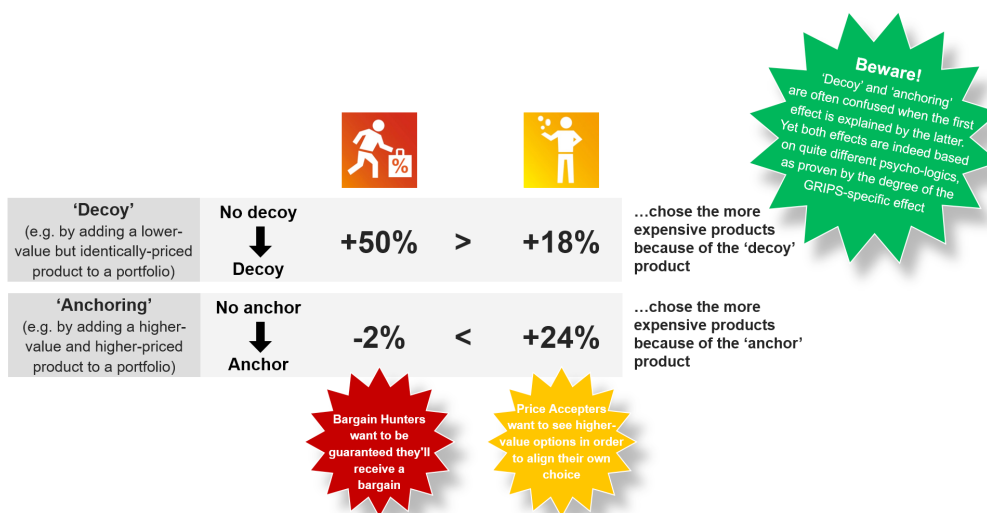 Beware!
‘Decoy’ and ‘anchoring’
are often confused when the first
effect is explained by the latter.
Yet both effects are indeed based
on quite different psycho-logics,
as proven by the degree of the
GRIPS-specific effect
%
‘Decoy’
(e.g. by adding a lower-
value but identically-priced
product to a portfolio)
No decoy
Decoy
+50% > +18%
...chose the more
expensive products
because of the ‘decoy’
product
‘Anchoring’
(e.g. by adding a higher-
value and higher-priced
product to a portfolio)
No anchor
Anchor
-2% < +24%
...chose the more
expensive products
because of the ‘anchor’
product
Bargain Hunters
want to be
guaranteed they'll
receive a
bargain
Price Accepters
want to see higher-
value options in order
to align their own
choice